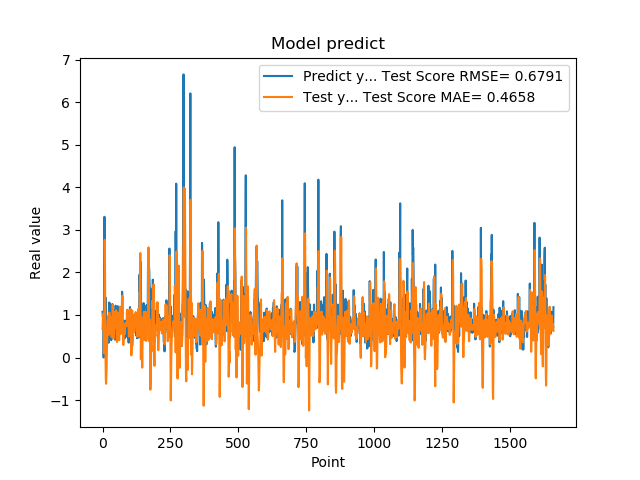 Model predict
Predict y... Test Score RMSE= 0.6791
Test y... Test Score MAE= 0.4658
Real value
7
6
5
4
3
2
1
0
−1
0 250 500 750 1000 1250 1500
Point